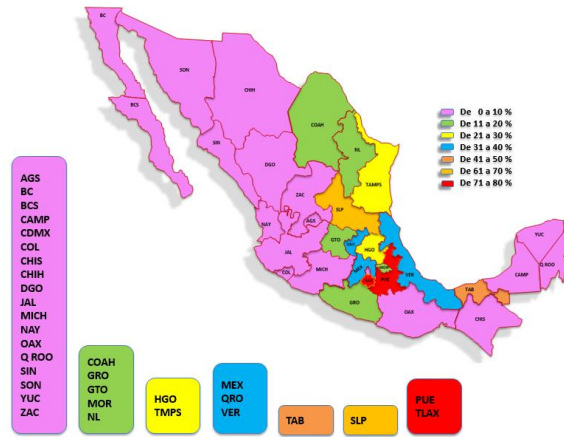 BC
SON
CHIH
BCS
COAH
SIN
NL
DGO
TAMPS
ZAC
SLP
NAY
AGS
GTO
HGO
JAL
MEX
COL
MICH
PUE
VER
GRO
OAX
TAB
CHIS
CAMP
YUC
Q ROO
De 0 a 10 %
De 11 a 20 %
De 21 a 30 %
De 31 a 40 %
De 41 a 50 %
De 61 a 70 %
De 71 a 80 %
AGS
BC
BCS
CAMP
CDMX
COL
CHIS
CHIH
DGO
JAL
MICH
NAY
OAX
Q ROO
SIN
SON
YUC
ZAC
COAH
GRO
GTO
MOR
NL
HGO
TMPS
MEX
QRO
VER
TAB
SLP
PUE
TLAX